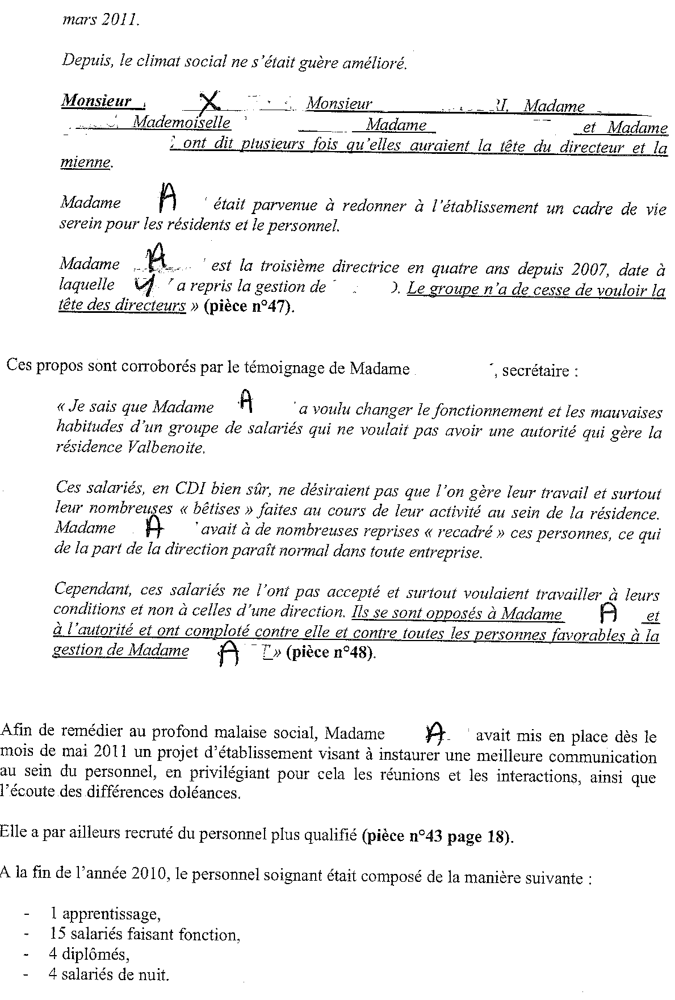 mars 2011.
Depuis, le climat social ne s'était guère amélioré.
Monsieur X Monsieur Madame
Mademoiselle Madame et Madame
ont dit plusieurs fois qu'elles auraient la tête du directeur et la
mienne.
Madame A était parvenue à redonner à l'établissement un cadre de vie
serein pour les résidents et le personnel.
Madame A est la troisième directrice en quatre ans depuis 2007, date à
laquelle Y a repris la gestion de ). Le groupe n'a de cesse de vouloir la
tête des directeurs » (pièce n°47).
Ces propos sont corroborés par le témoignage de Madame , secrétaire :
« Je sais que Madame A a voulu changer le fonctionnement et les mauvaises
habitudes d'un groupe de salariés qui ne voulait pas avoir une autorité qui gère la
résidence Valbenoite.
Ces salariés, en CDI bien sûr, ne désiraient pas que l'on gère leur travail et surtout
leur nombreuses « bêtises » faites au cours de leur activité au sein de la résidence.
Madame A avait à de nombreuses reprises « recadré » ces personnes, ce qui
de la part de la direction paraît normal dans toute entreprise.
Cependant, ces salariés ne l'ont pas accepté et surtout voulaient travailler à leurs
conditions et non à celles d'une direction. Ils se sont opposés à Madame A et
à l'autorité et ont comploté contre elle et contre toutes les personnes favorables à la
gestion de Madame A » (pièce n°48).
Afin de remédier au profond malaise social, Madame A avait mis en place dès le
mois de mai 2011 un projet d'établissement visant à instaurer une meilleure communication
au sein du personnel, en privilégiant pour cela les réunions et les interactions, ainsi que
l'écoute des différences doléances.
Elle a par ailleurs recruté du personnel plus qualifié (pièce n°43 page 18).
A la fin de l'année 2010, le personnel soignant était composé de la manière suivante :
- 1 apprentissage,
- 15 salariés faisant fonction,
- 4 diplômés,
- 4 salariés de nuit.